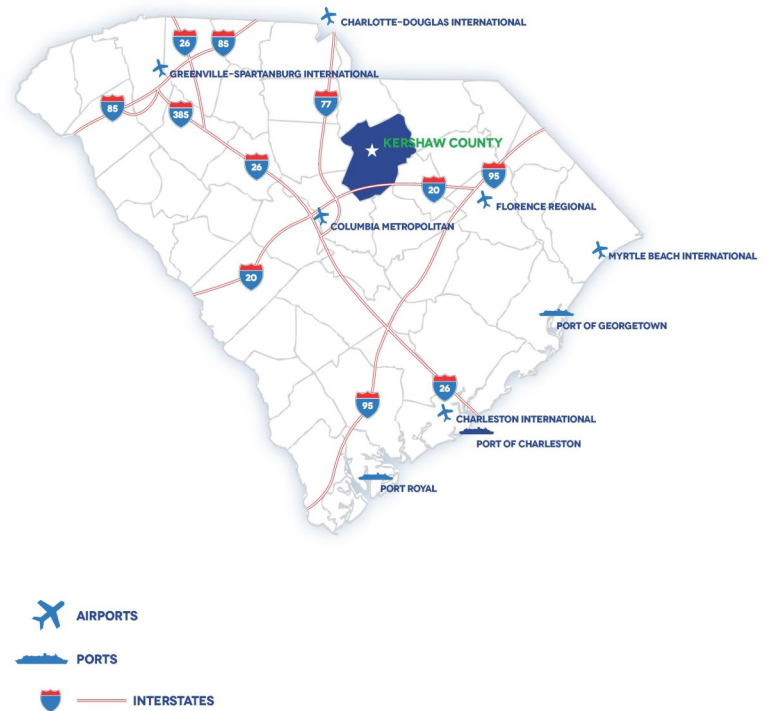 CHARLOTTE-DOUGLAS INTERNATIONAL
26
85
GREENVILLE-SPARTANBURG INTERNATIONAL
85
385
77
KERSHAW COUNTY
26
95
20
FLORENCE REGIONAL
COLUMBIA METROPOLITAN
MYRTLE BEACH INTERNATIONAL
20
PORT OF GEORGETOWN
26
95
CHARLESTON INTERNATIONAL
PORT OF CHARLESTON
PORT ROYAL
AIRPORTS
PORTS
INTERSTATES